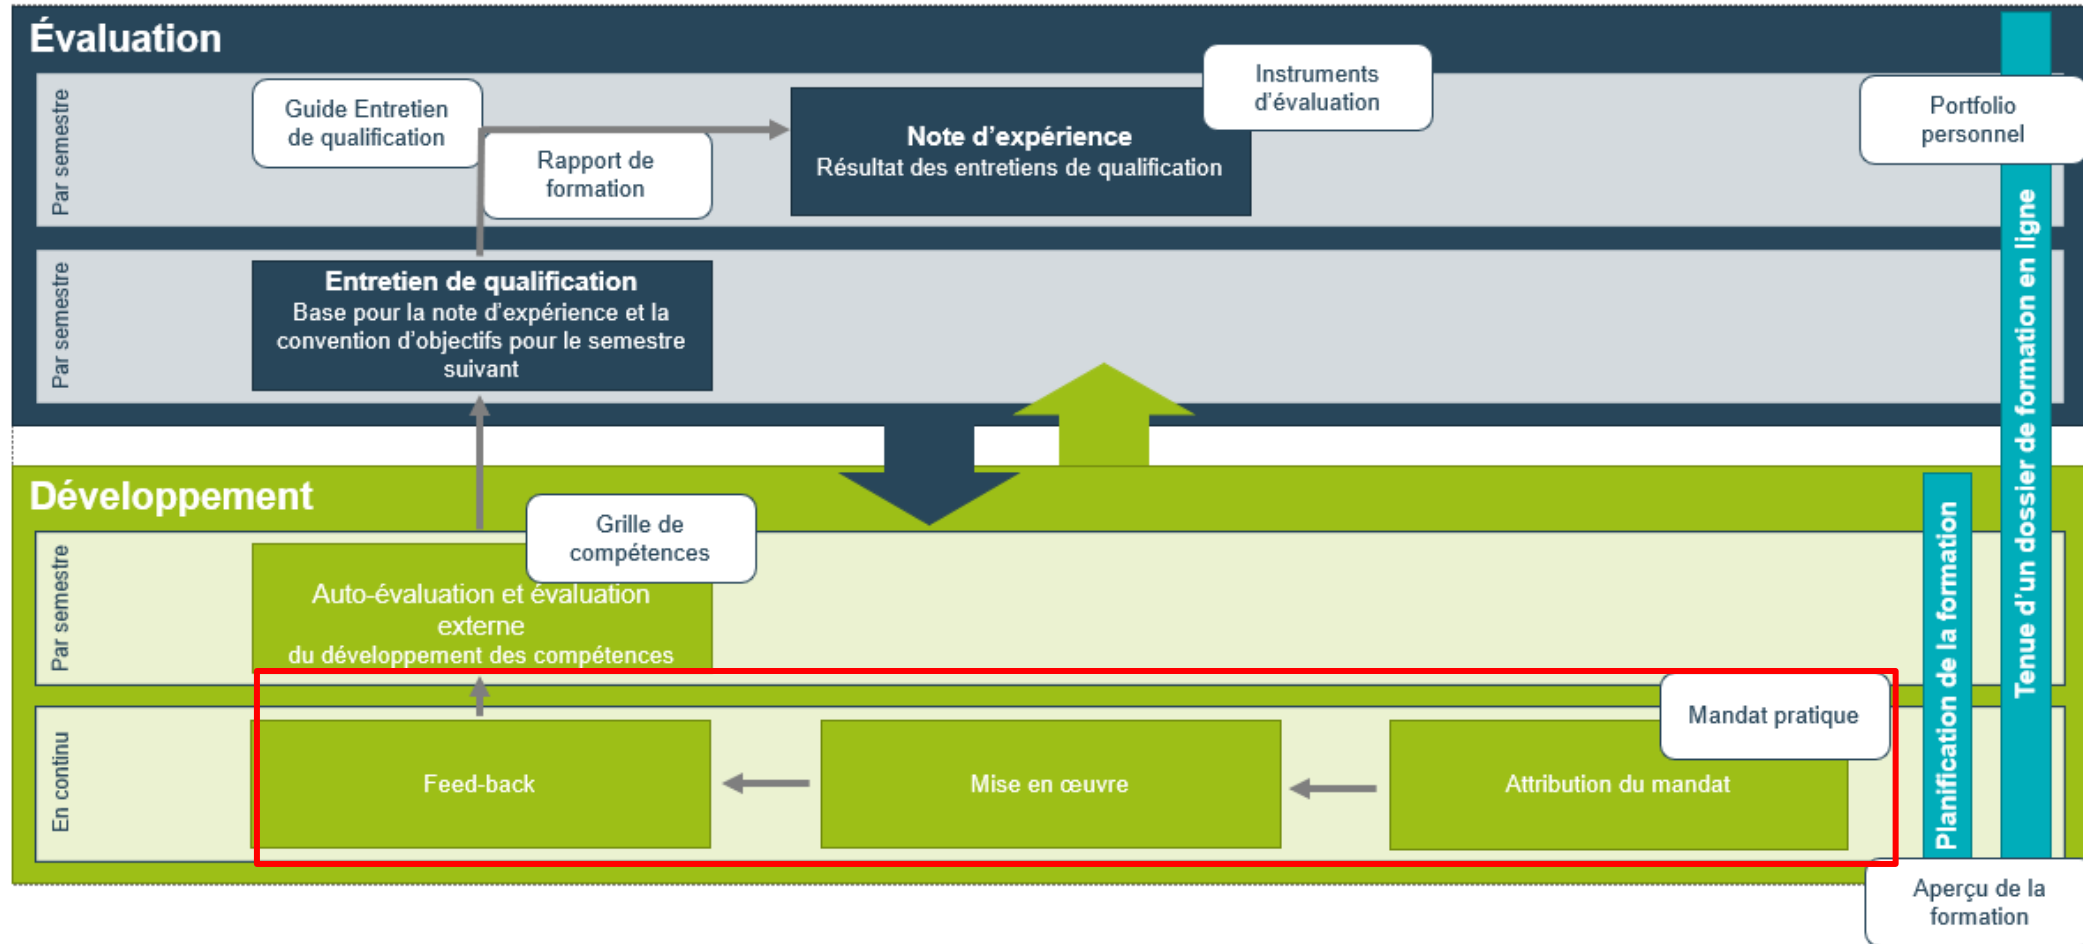 Évaluation
Par semestre
Guide Entretien
de qualification
Rapport de
formation
Note d'expérience
Résultat des entretiens de qualification
Instruments
d'évaluation
Portfolio
personnel
Par semestre
Entretien de qualification
Base pour la note d'expérience et la
convention d'objectifs pour le semestre
suivant
Développement
Par semestre
Grille de
compétences
Auto-évaluation et évaluation
externe
du développement des compétences
En continu
Feed-back
Mise en œuvre
Attribution du mandat
Mandat pratique
Planification de la formation
Tenue d'un dossier de formation en ligne
Aperçu de la
formation